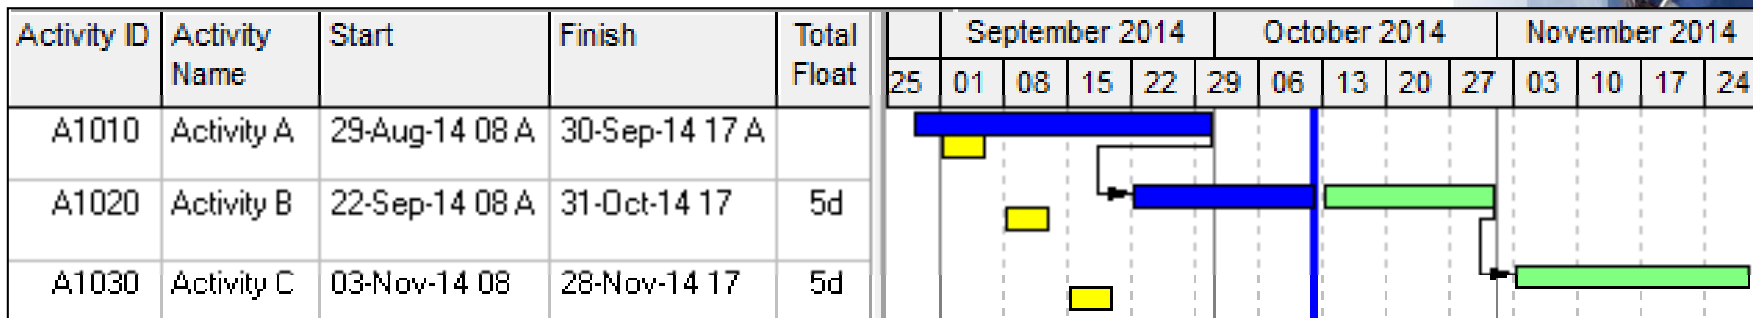 Activity ID Activity Name Start Finish Total Float
September 2014 October 2014 November 2014
25 01 08 15 22 29 06 13 20 27 03 10 17 24
A1010 Activity A 29-Aug-14 08 A 30-Sep-14 17 A
A1020 Activity B 22-Sep-14 08 A 31-Oct-14 17 5d
A1030 Activity C 03-Nov-14 08 28-Nov-14 17 5d